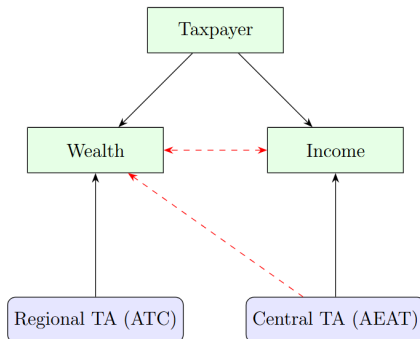 Taxpayer
Wealth
Income
Regional TA (ATC)
Central TA (AEAT)